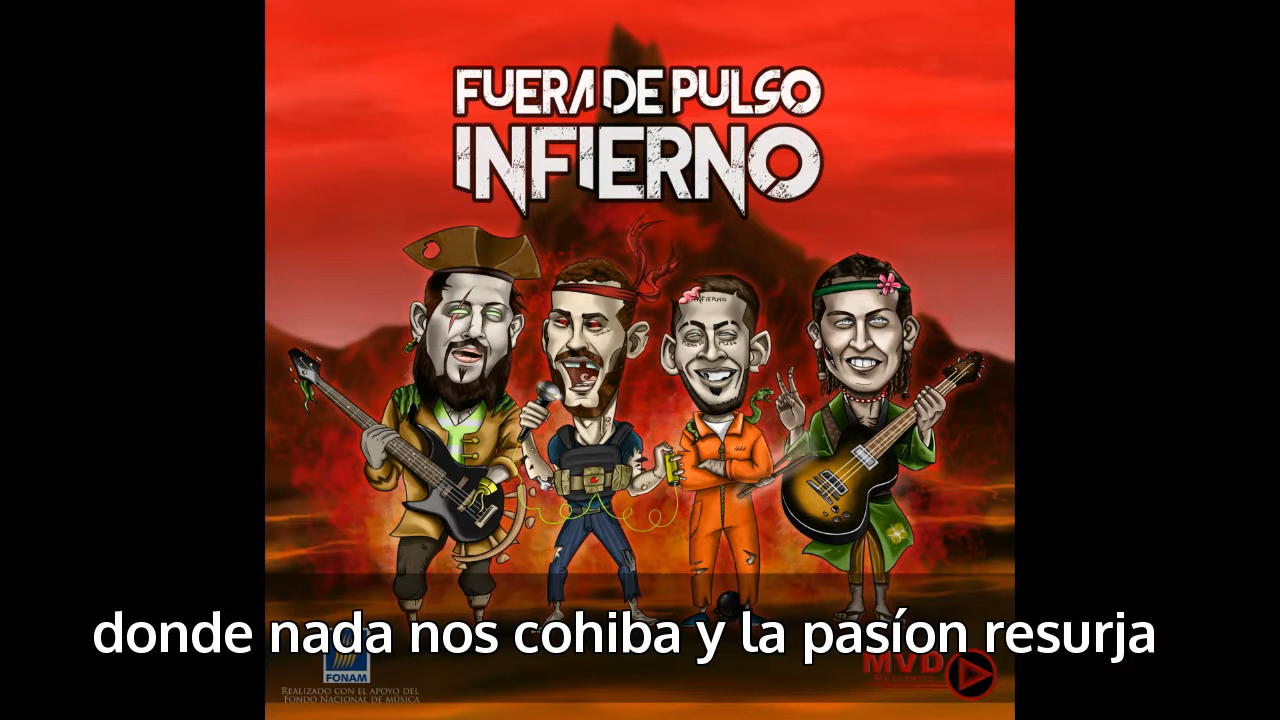 FUERA DE PULSO
INFIERNO
INFIERNO
donde nada nos cohiba y la pasíon resurja
FONAM
MVD
REALIZADO CON EL APOYO DEL
FONDO NACIONAL DE MÚSICA